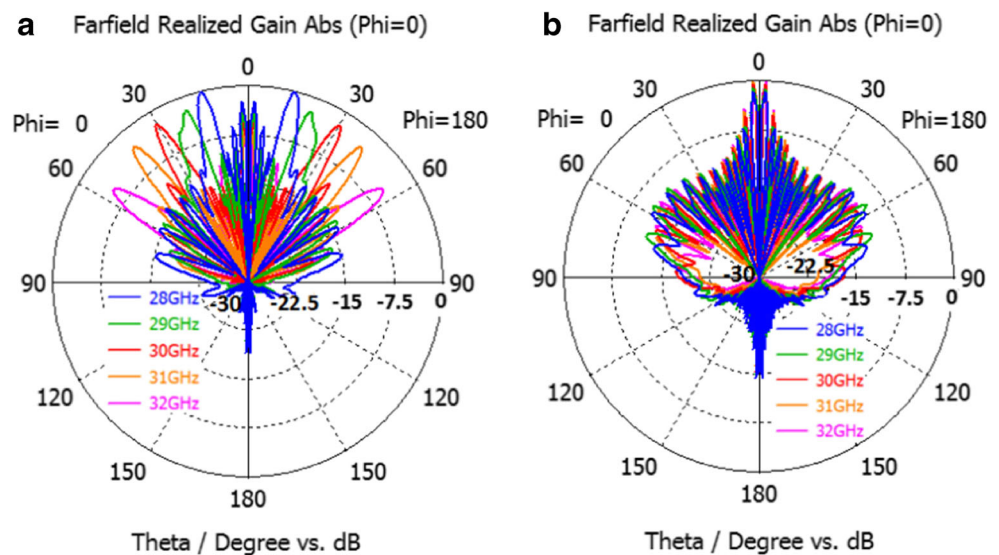 a
Farfield Realized Gain Abs (Phi=0)
0
30
30
Phi= 0
Phi=180
60
60
90
90
-30
-22.5
-15
-7.5
0
28GHz
29GHz
30GHz
31GHz
32GHz
120
120
150
150
180
Theta / Degree vs. dB
b
Farfield Realized Gain Abs (Phi=0)
0
30
30
Phi= 0
Phi=180
60
60
90
90
-30
-22.5
-15
-7.5
0
28GHz
29GHz
30GHz
31GHz
32GHz
120
120
150
150
180
Theta / Degree vs. dB